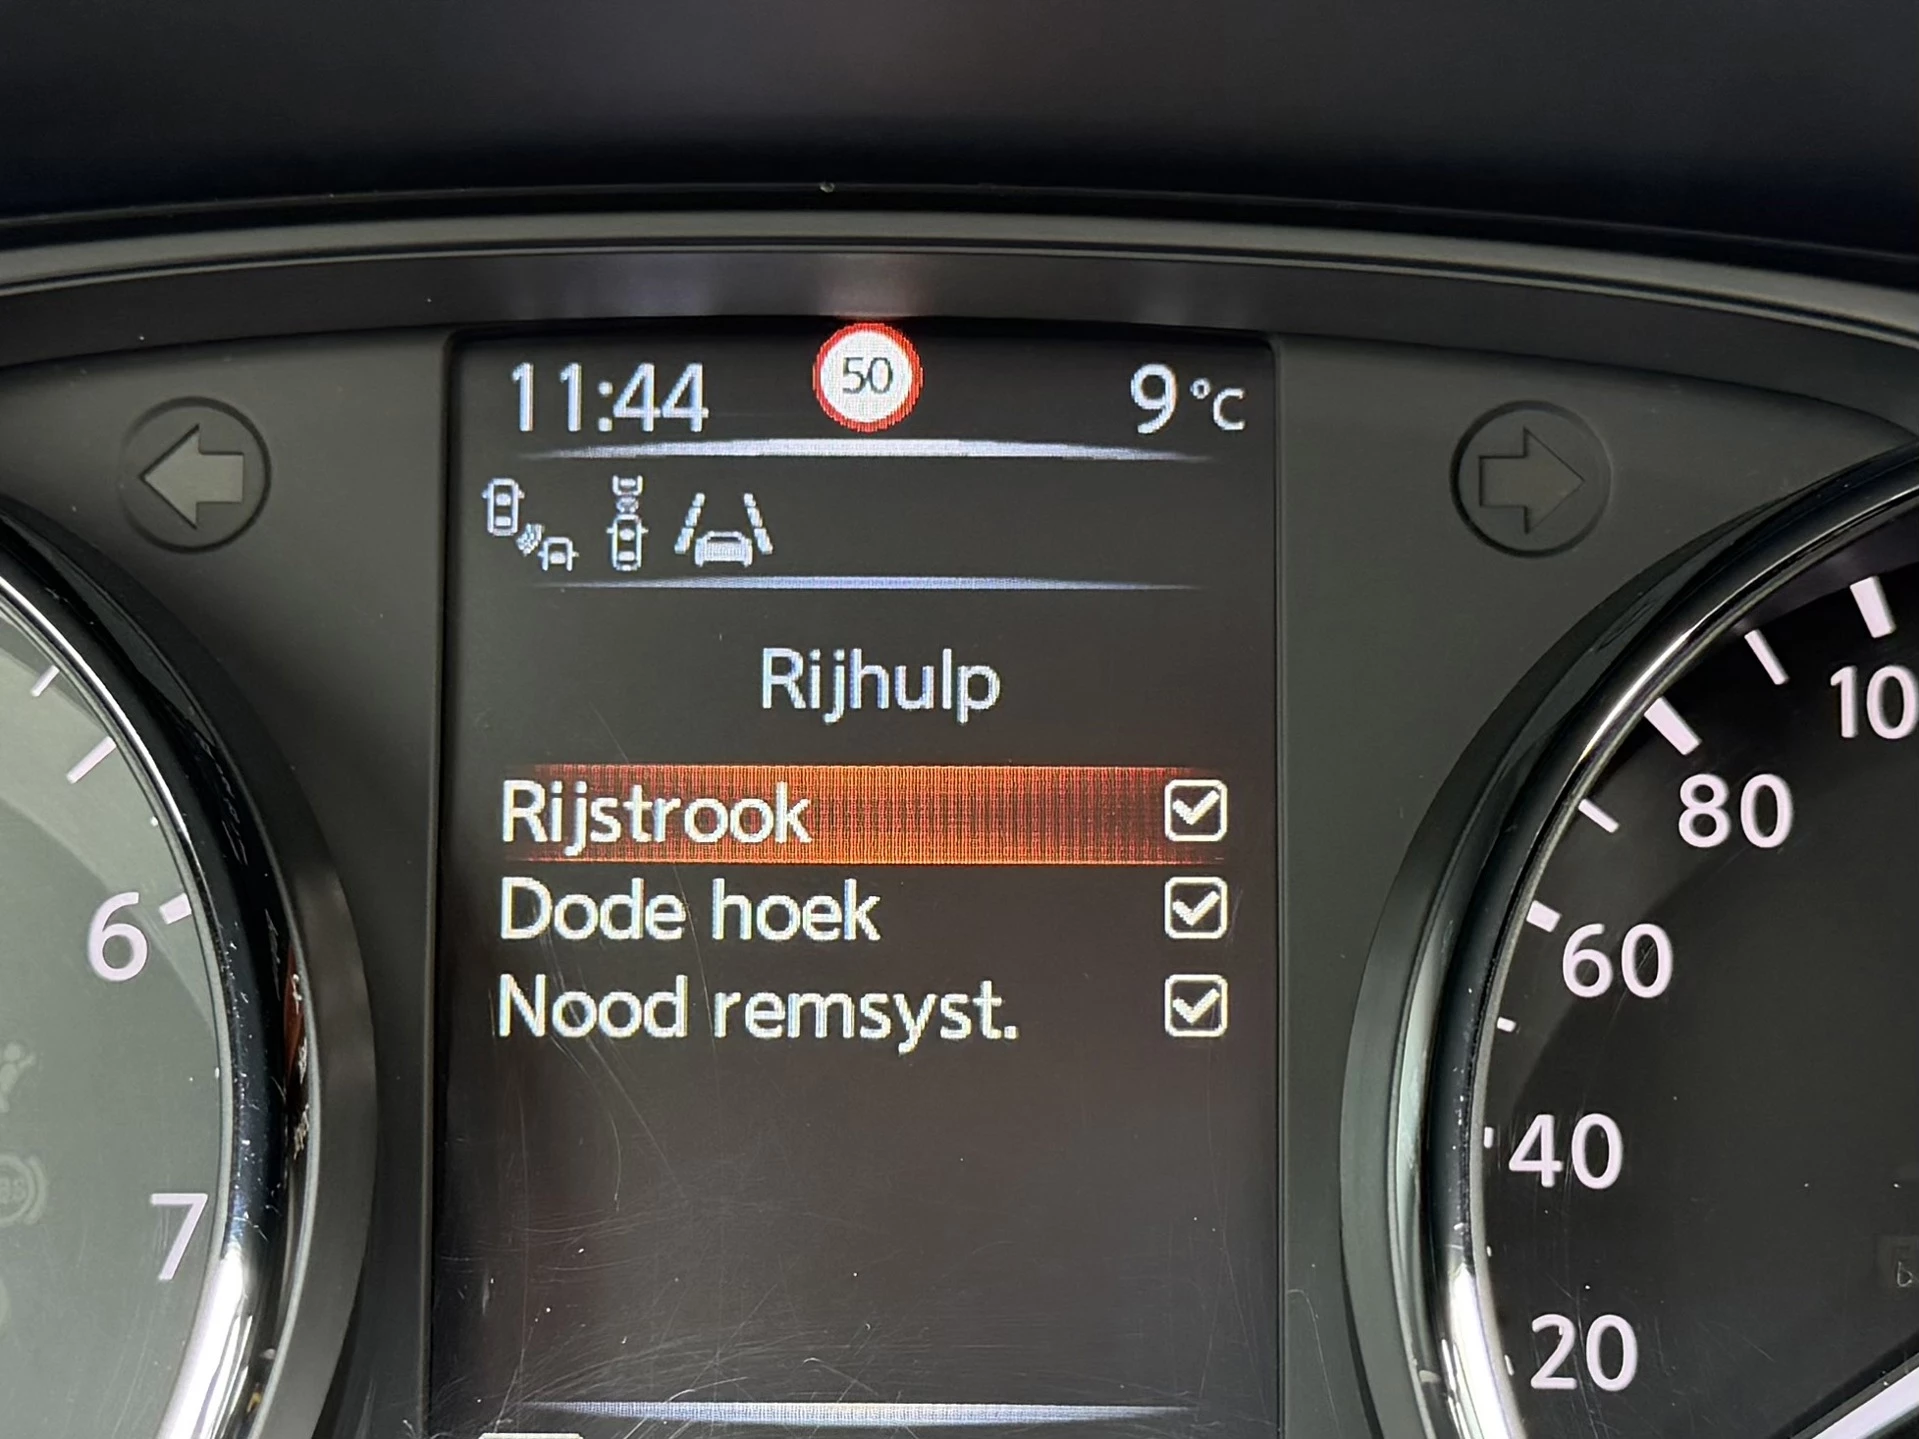 11:44 50 9 °C
Rijhulp
Rijstrook
Dode hoek
Nood remsyst.
6
7
10
80
60
40
20